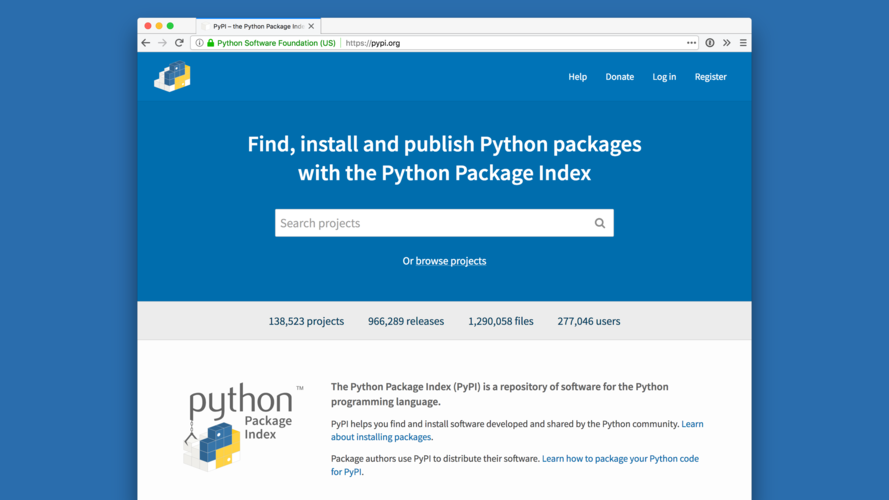 PyPI – the Python Package Inde
Python Software Foundation (US)
https://pypi.org
Help
Donate
Log in
Register
Find, install and publish Python packages
with the Python Package Index
Search projects
Or browse projects
138,523 projects
966,289 releases
1,290,058 files
277,046 users
python™
Package
Index
The Python Package Index (PyPI) is a repository of software for the Python
programming language.
PyPI helps you find and install software developed and shared by the Python community. Learn
about installing packages.
Package authors use PyPI to distribute their software. Learn how to package your Python code
for PyPI.